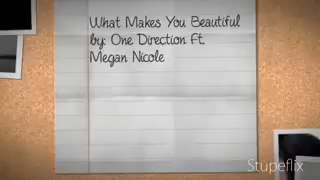 What Makes You Beautiful
by: One Direction ft.
Megan Nicole
Stupeflix